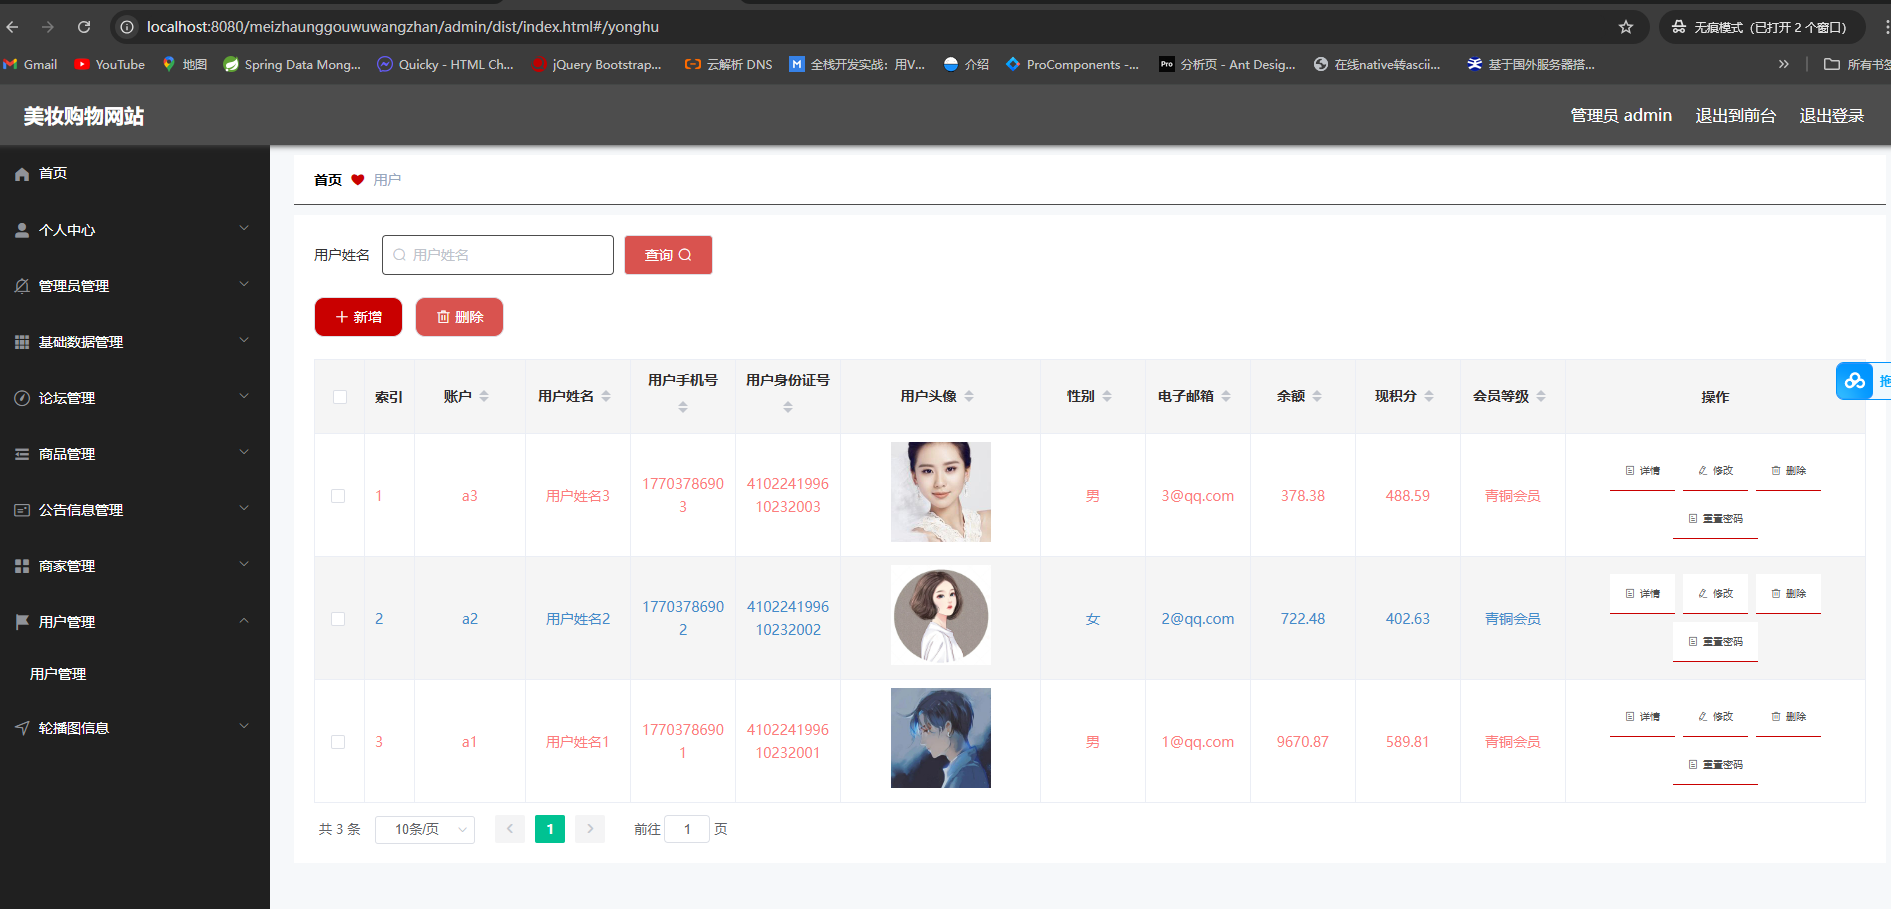 localhost:8080/meizhaunggouwuwangzhan/admin/dist/index.html#/yonghu
无痕模式（已打开 2 个窗口）
Gmail YouTube 地图 Spring Data Mong... Quicky - HTML Ch... jQuery Bootstrap... 云解析 DNS 全栈开发实战：用V... 介绍 ProComponents -... Pro 分析页 - Ant Desig... 在线native转ascii... 基于国外服务器搭... » 所有书签
美妆购物网站
管理员 admin 退出到前台 退出登录
首页
个人中心
管理员管理
基础数据管理
论坛管理
商品管理
公告信息管理
商家管理
用户管理
用户管理
轮播图信息
首页 用户
用户姓名 用户姓名 查询
新增 删除
索引 账户 用户姓名 用户手机号 用户身份证号 用户头像 性别 电子邮箱 余额 现积分 会员等级 操作
拖
1 a3 用户姓名3 17703786903 410224199610232003 男 3@qq.com 378.38 488.59 青铜会员 详情 修改 删除
重置密码
2 a2 用户姓名2 17703786902 410224199610232002 女 2@qq.com 722.48 402.63 青铜会员 详情 修改 删除
重置密码
3 a1 用户姓名1 17703786901 410224199610232001 男 1@qq.com 9670.87 589.81 青铜会员 详情 修改 删除
重置密码
共 3 条 10条/页 1 前往 1 页